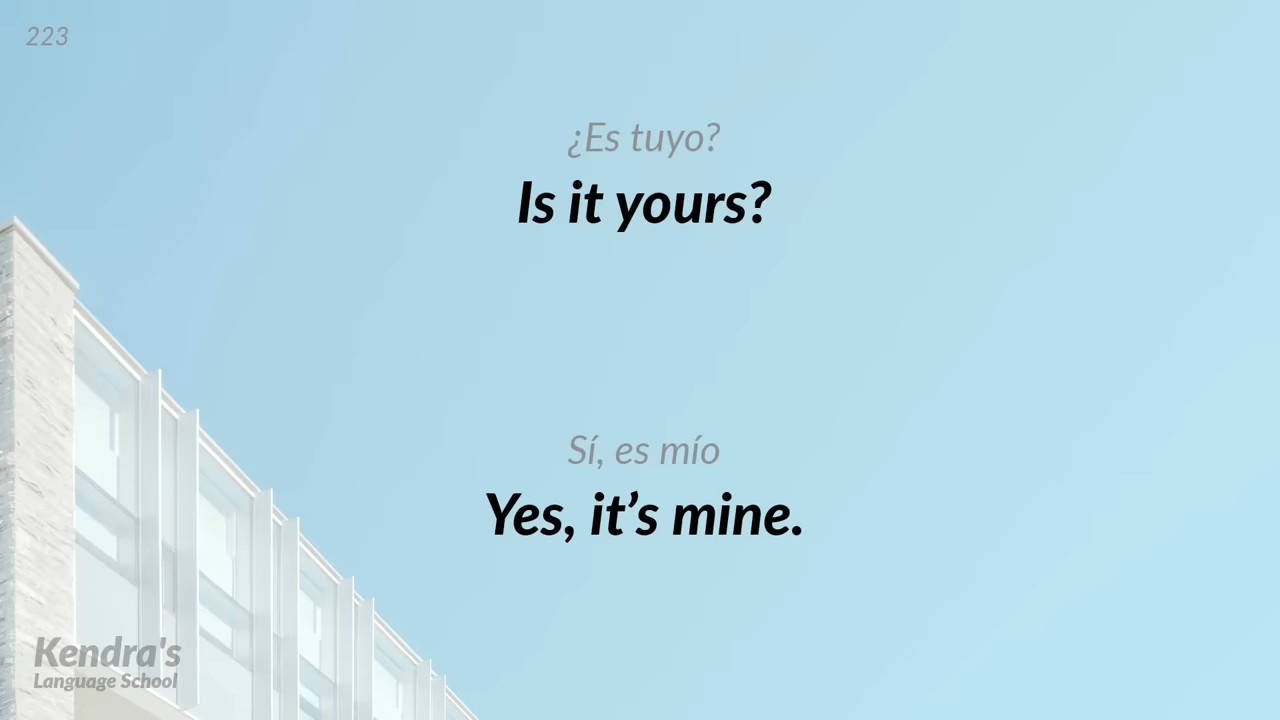 223
¿Es tuyo?
Is it yours?
Sí, es mío
Yes, it’s mine.
Kendra's
Language School